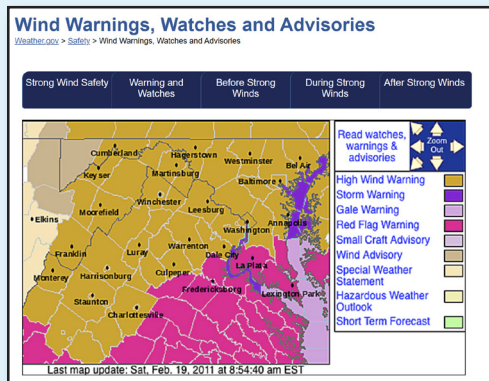 Wind Warnings, Watches and Advisories
Weather.gov > Safety > Wind Warnings, Watches and Advisories
Strong Wind Safety
Warning and
Watches
Before Strong
Winds
During Strong
Winds
After Strong Winds
Cumberland
Hagerstown
Westminster
Bel Air
Keyser
Martinsburg
Baltimore
Winchester
Moorefield
Leesburg
Elkins
Annapolis
Washington
Franklin
Luray
Warrenton
Dale City
La Plata
Monterey
Harrisonburg
Culpeper
Fredericksburg
Lexington Park
Staunton
Charlottesville
Last map update: Sat, Feb. 19, 2011 at 8:54:40 am EST
Read watches,
warnings &
advisories
Zoom
Out
High Wind Warning
Storm Warning
Gale Warning
Red Flag Warning
Small Craft Advisory
Wind Advisory
Special Weather
Statement
Hazardous Weather
Outlook
Short Term Forecast